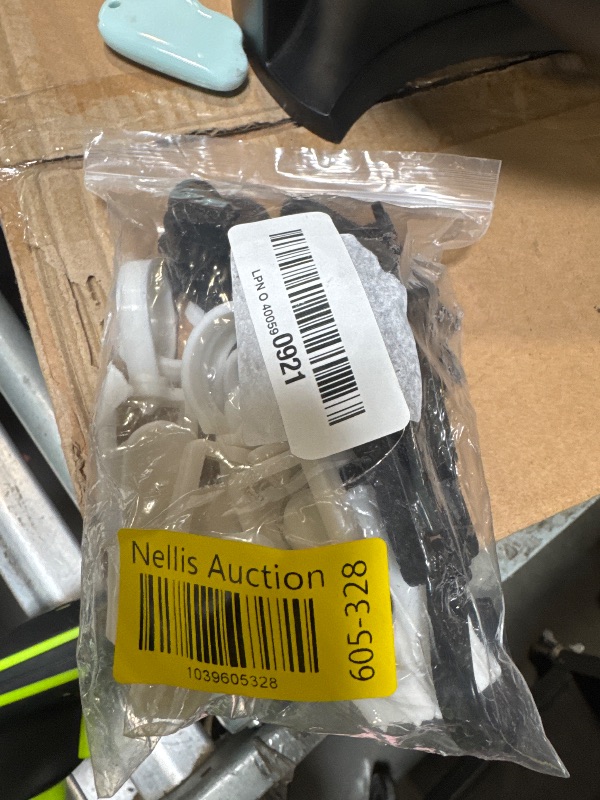 LPN O 400590921
Nellis Auction
605-328
1039605328